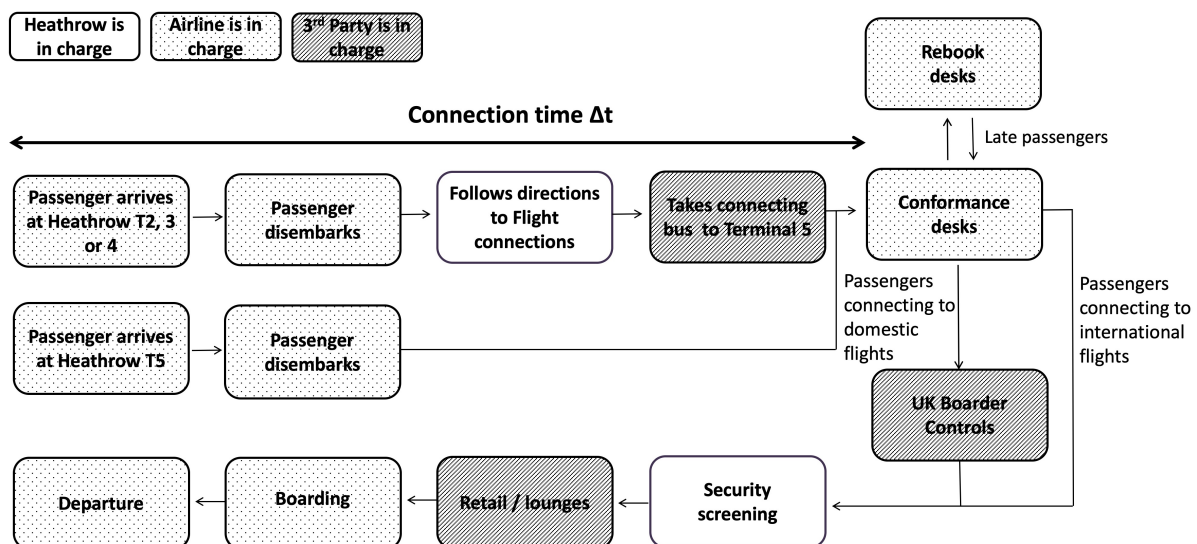 Heathrow is
in charge
Airline is in
charge
3rd Party is in
charge
Rebook
desks
Connection time Δt
Late passengers
Passenger arrives
at Heathrow T2, 3
or 4
Passenger
disembarks
Follows directions
to Flight
connections
Takes connecting
bus to Terminal 5
Conformance
desks
Passengers
connecting to
domestic
flights
Passengers
connecting to
international
flights
Passenger arrives
at Heathrow T5
Passenger
disembarks
UK Boarder
Controls
Departure
Boarding
Retail / lounges
Security
screening